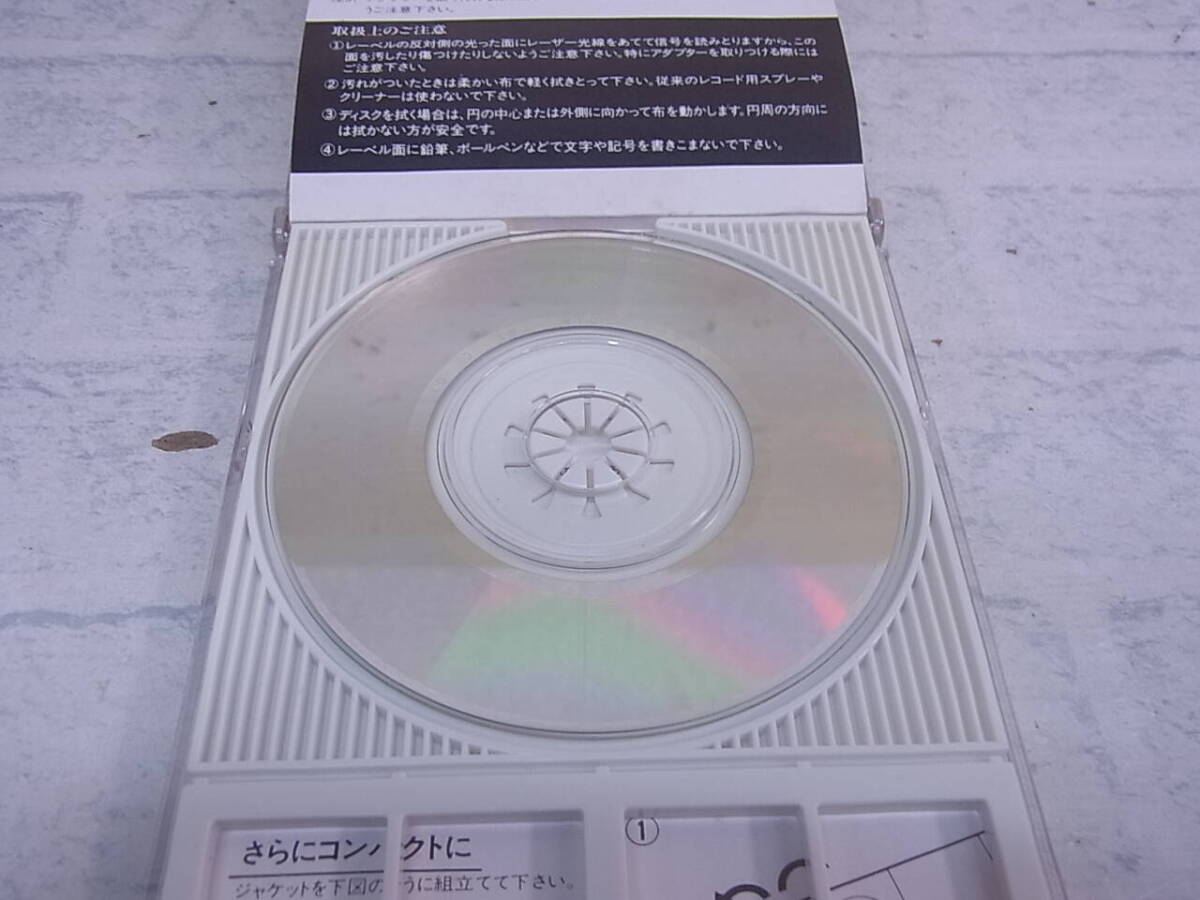 うご注意下さい。
取扱上のご注意
①レーベルの反対側の光った面にレーザー光線をあてて信号を読みとりますから、この
面を汚したり傷つけたりしないようご注意下さい。特にアダプターを取りつける際には
ご注意下さい。
②汚れがついたときは柔かい布で軽く拭きとって下さい。従来のレコード用スプレーや
クリーナーは使わないで下さい。
③ディスクを拭く場合は、円の中心または外側に向かって布を動かします。円周の方向に
は拭かない方が安全です。
④レーベル面に鉛筆、ボールペンなどで文字や記号を書きこまないで下さい。
さらにコンパクトに
ジャケットを下図のように組立てて下さい。
①